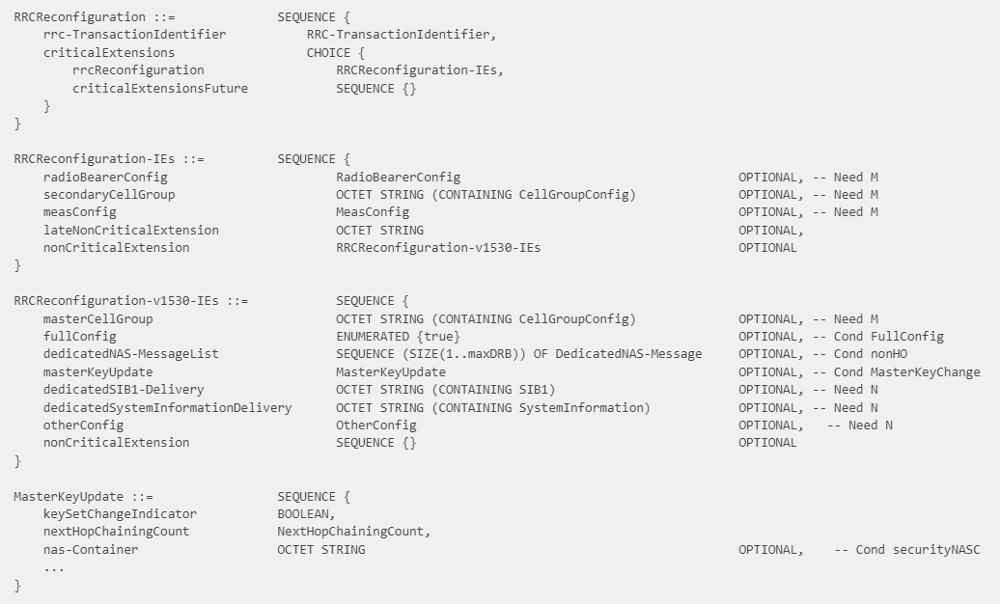 RRCReconfiguration ::= SEQUENCE {
rrc-TransactionIdentifier RRC-TransactionIdentifier,
criticalExtensions CHOICE {
rrcReconfiguration RRCReconfiguration-IEs,
criticalExtensionsFuture SEQUENCE {}
}
}
RRCReconfiguration-IEs ::= SEQUENCE {
radioBearerConfig RadioBearerConfig OPTIONAL, -- Need M
secondaryCellGroup OCTET STRING (CONTAINING CellGroupConfig) OPTIONAL, -- Need M
measConfig MeasConfig OPTIONAL, -- Need M
lateNonCriticalExtension OCTET STRING OPTIONAL,
nonCriticalExtension RRCReconfiguration-v1530-IEs OPTIONAL
}
RRCReconfiguration-v1530-IEs ::= SEQUENCE {
masterCellGroup OCTET STRING (CONTAINING CellGroupConfig) OPTIONAL, -- Need M
fullConfig ENUMERATED {true} OPTIONAL, -- Cond FullConfig
dedicatedNAS-MessageList SEQUENCE (SIZE(1..maxDRB)) OF DedicatedNAS-Message OPTIONAL, -- Cond nonHO
masterKeyUpdate MasterKeyUpdate OPTIONAL, -- Cond MasterKeyChange
dedicatedSIB1-Delivery OCTET STRING (CONTAINING SIB1) OPTIONAL, -- Need N
dedicatedSystemInformationDelivery OCTET STRING (CONTAINING SystemInformation) OPTIONAL, -- Need N
otherConfig OtherConfig OPTIONAL, -- Need N
nonCriticalExtension SEQUENCE {} OPTIONAL
}
MasterKeyUpdate ::= SEQUENCE {
keySetChangeIndicator BOOLEAN,
nextHopChainingCount NextHopChainingCount,
nas-Container OCTET STRING OPTIONAL, -- Cond securityNASC
...
}